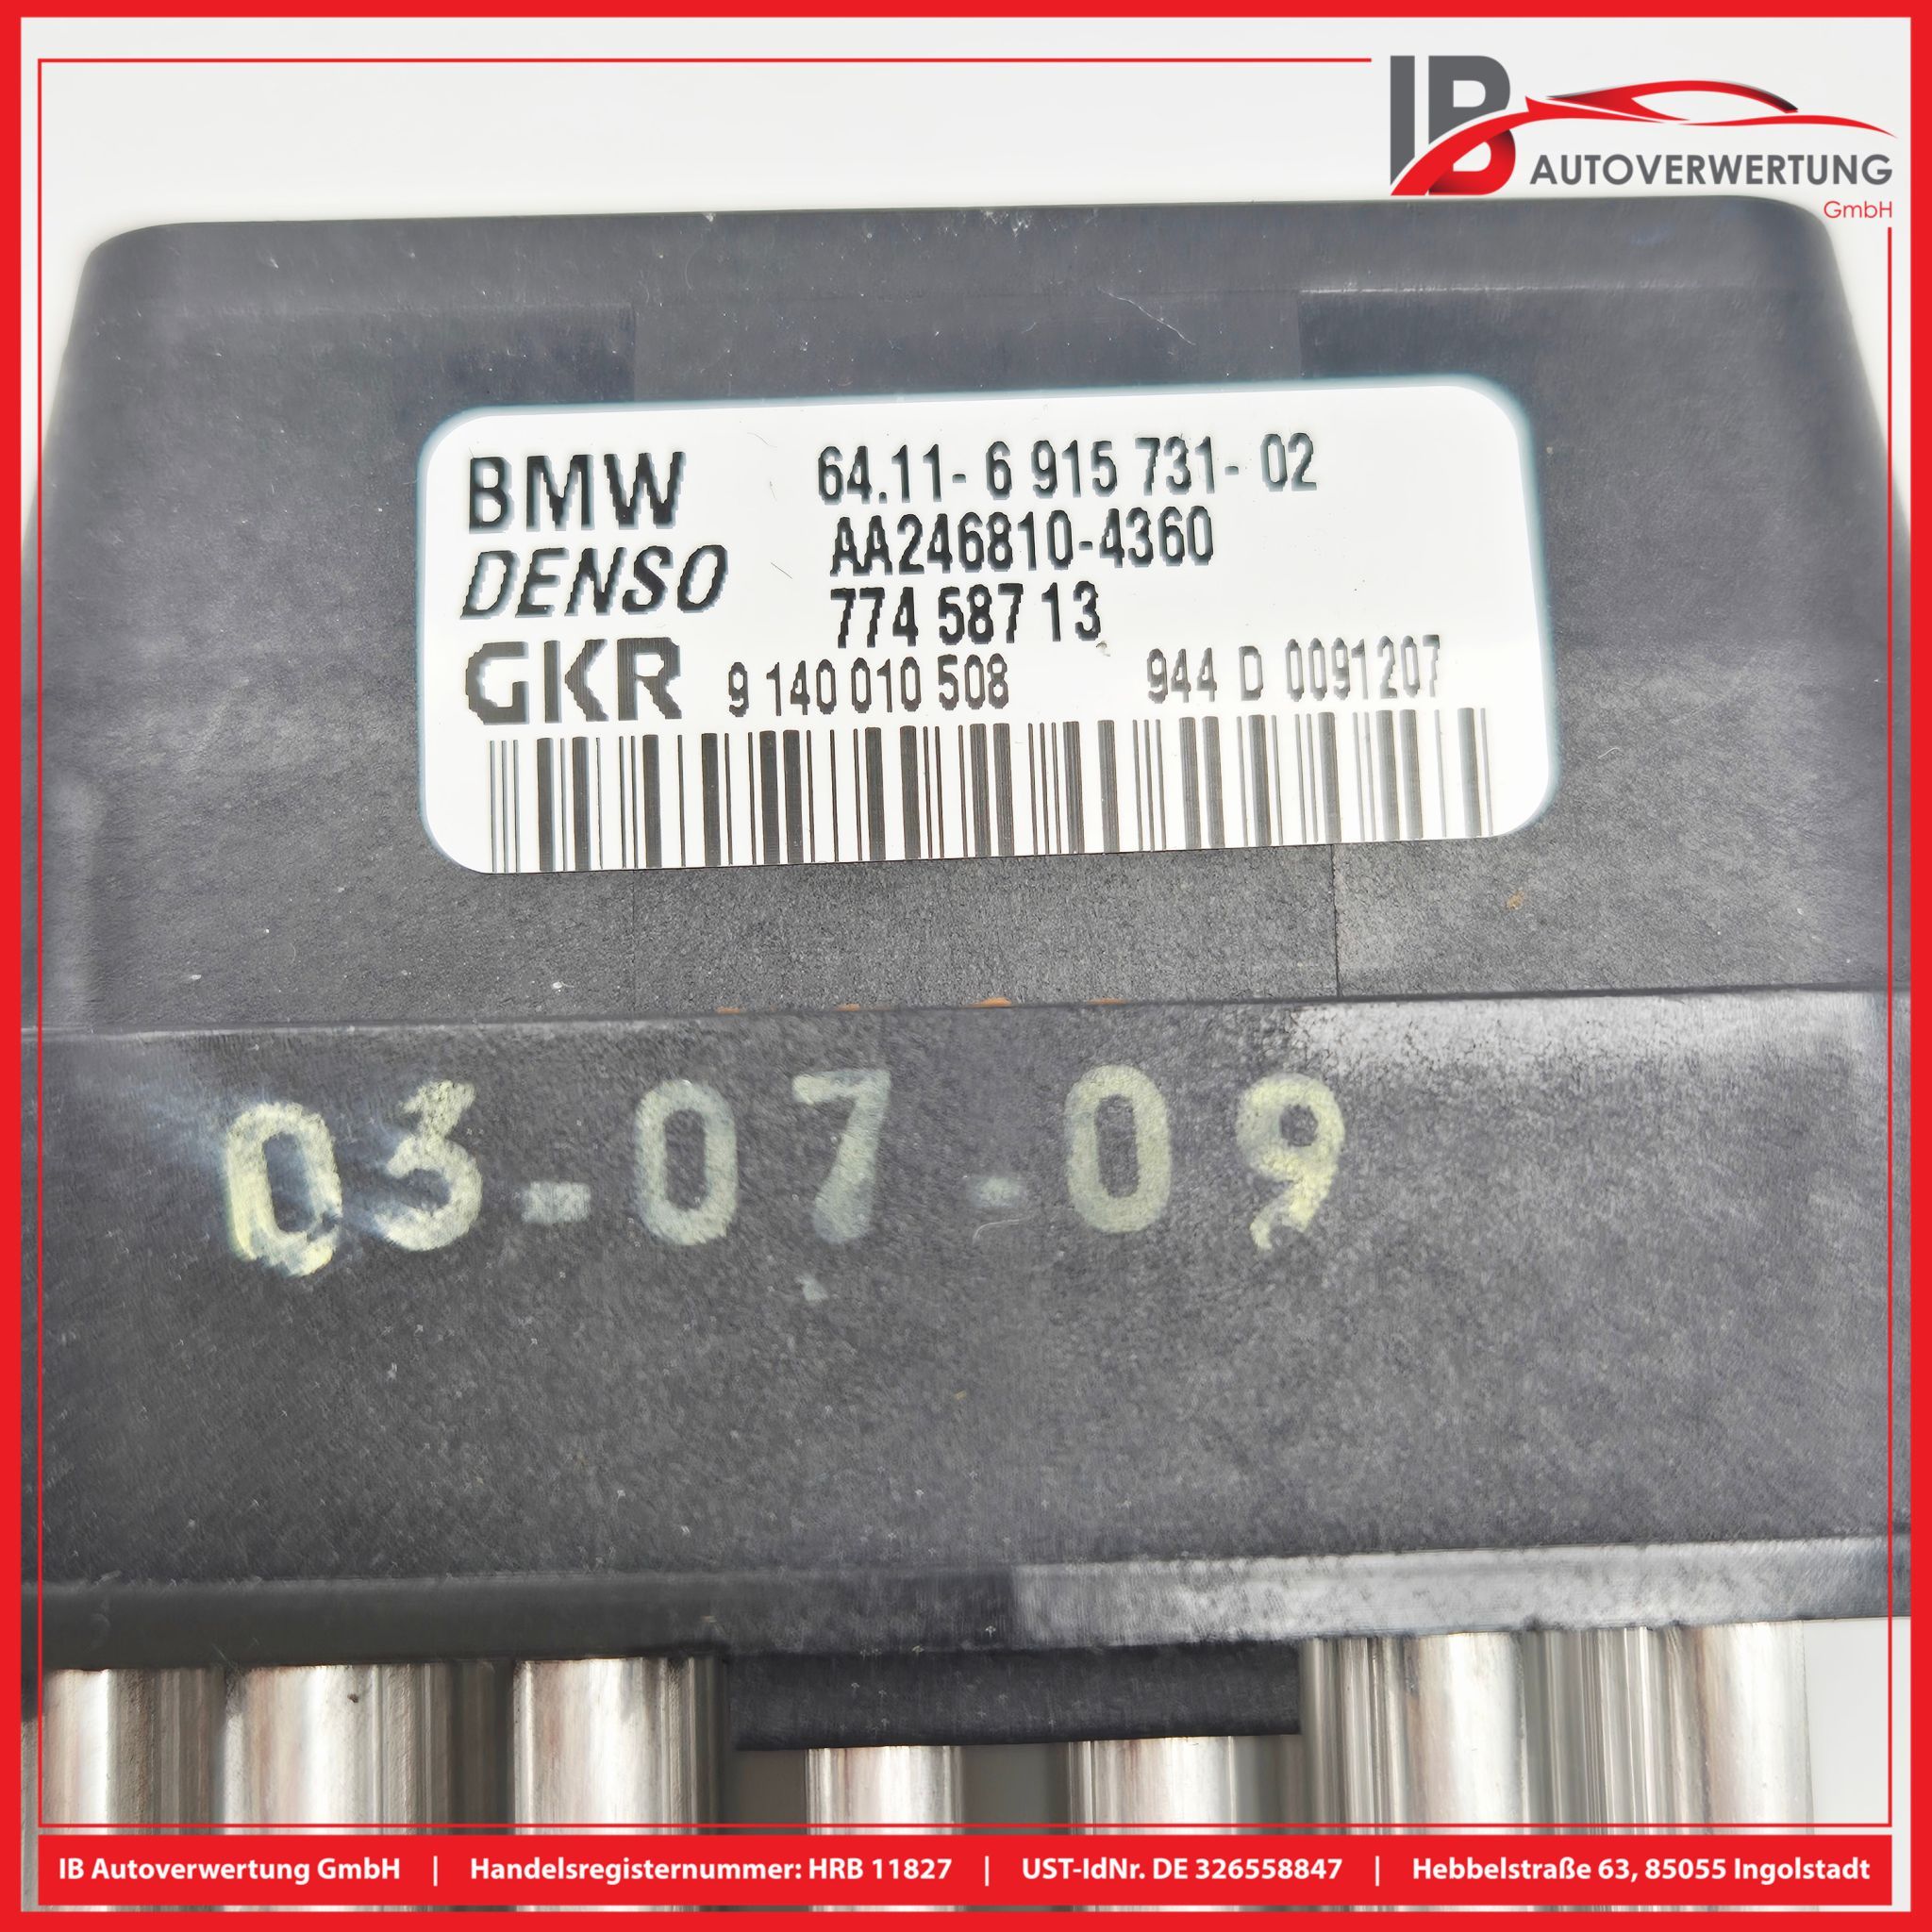 IB
AUTOVERWERTUNG
GmbH
BMW 64.11- 6 915 731- 02
DENSO AA246810-4360
774 587 13
GKR 9 140 010 508 944 D 0091207
03-07-09
IB Autoverwertung GmbH | Handelsregisternummer: HRB 11827 | UST-IdNr. DE 326558847 | Hebbelstraße 63, 85055 Ingolstadt